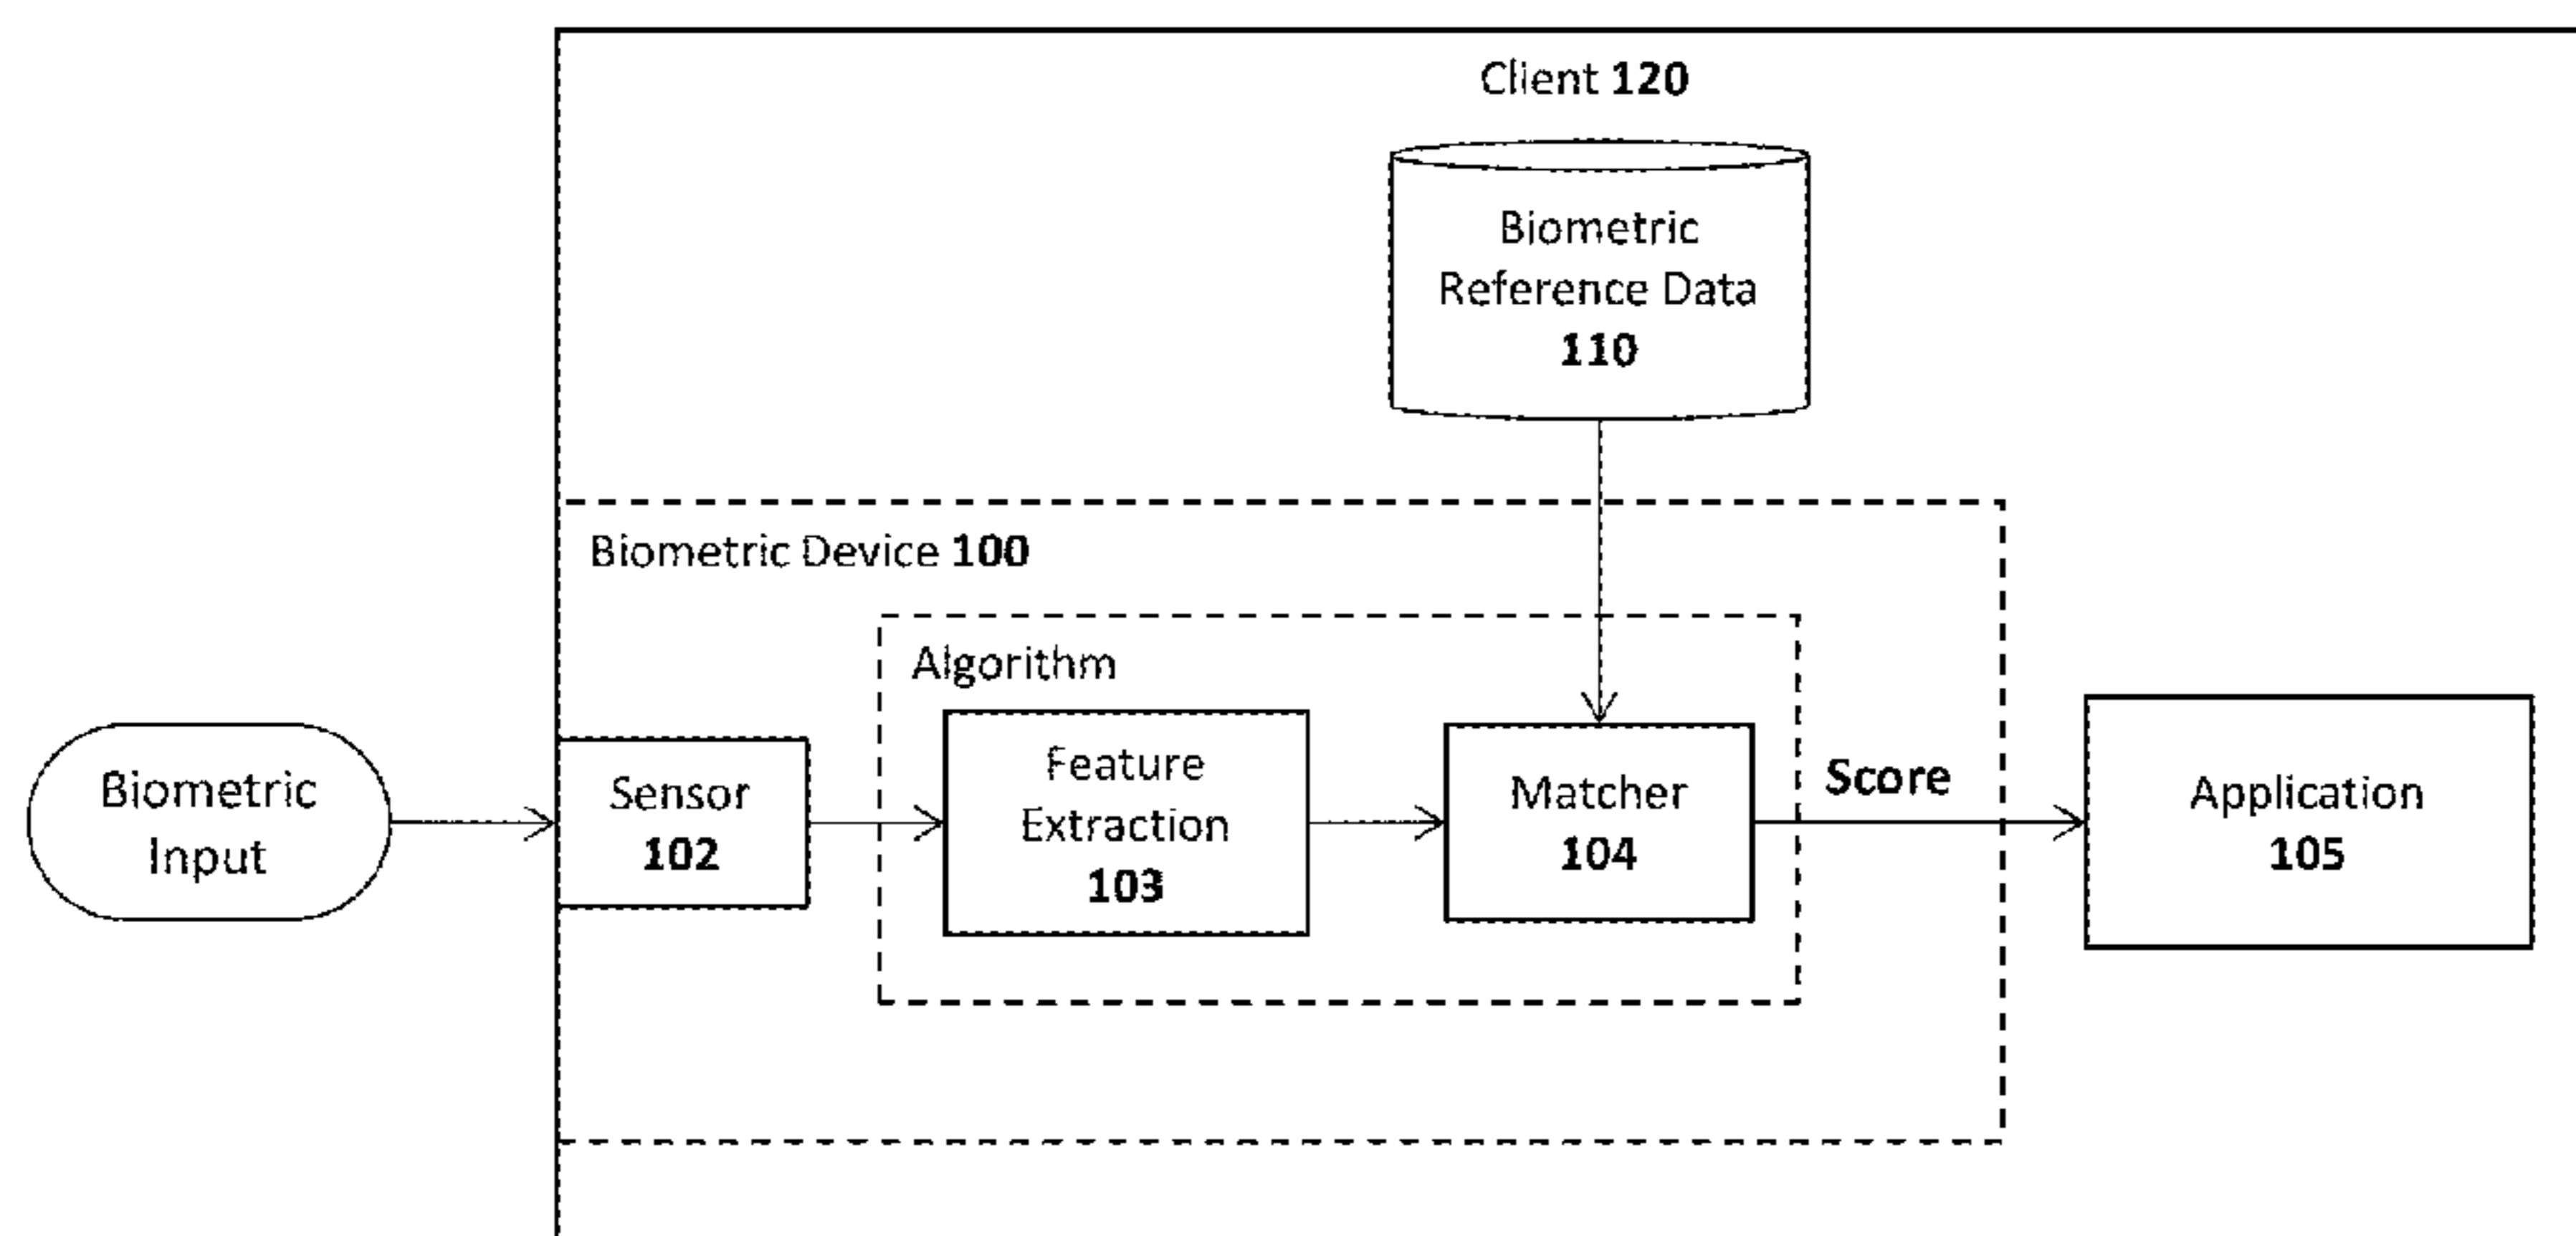 Client 120
Biometric
Reference Data
110
Biometric Device 100
Algorithm
Biometric
Input
Sensor
102
Feature
Extraction
103
Matcher
104
Score
Application
105